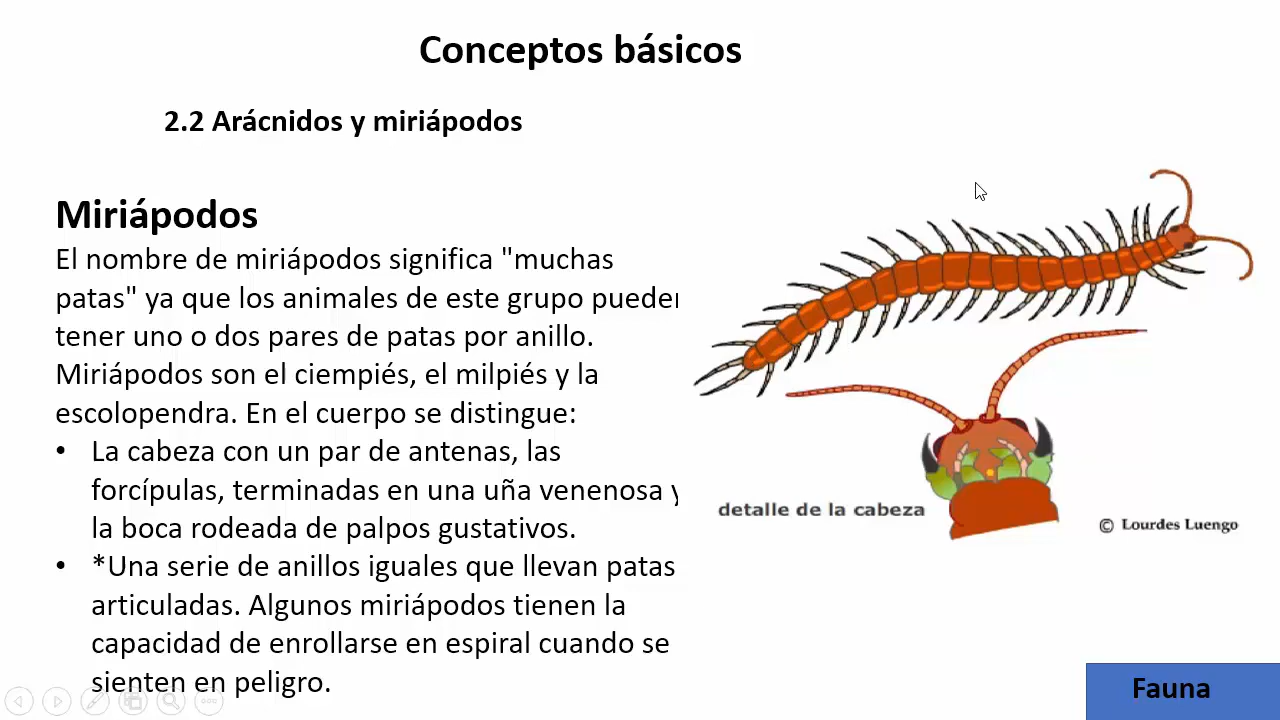 Conceptos básicos
2.2 Arácnidos y miriápodos
Miriápodos
El nombre de miriápodos significa "muchas
patas" ya que los animales de este grupo pueden
tener uno o dos pares de patas por anillo.
Miriápodos son el ciempiés, el milpiés y la
escolopendra. En el cuerpo se distingue:
• La cabeza con un par de antenas, las
forcípulas, terminadas en una uña venenosa y
la boca rodeada de palpos gustativos.
• *Una serie de anillos iguales que llevan patas
articuladas. Algunos miriápodos tienen la
capacidad de enrollarse en espiral cuando se
sienten en peligro.
detalle de la cabeza
© Lourdes Luengo
Fauna